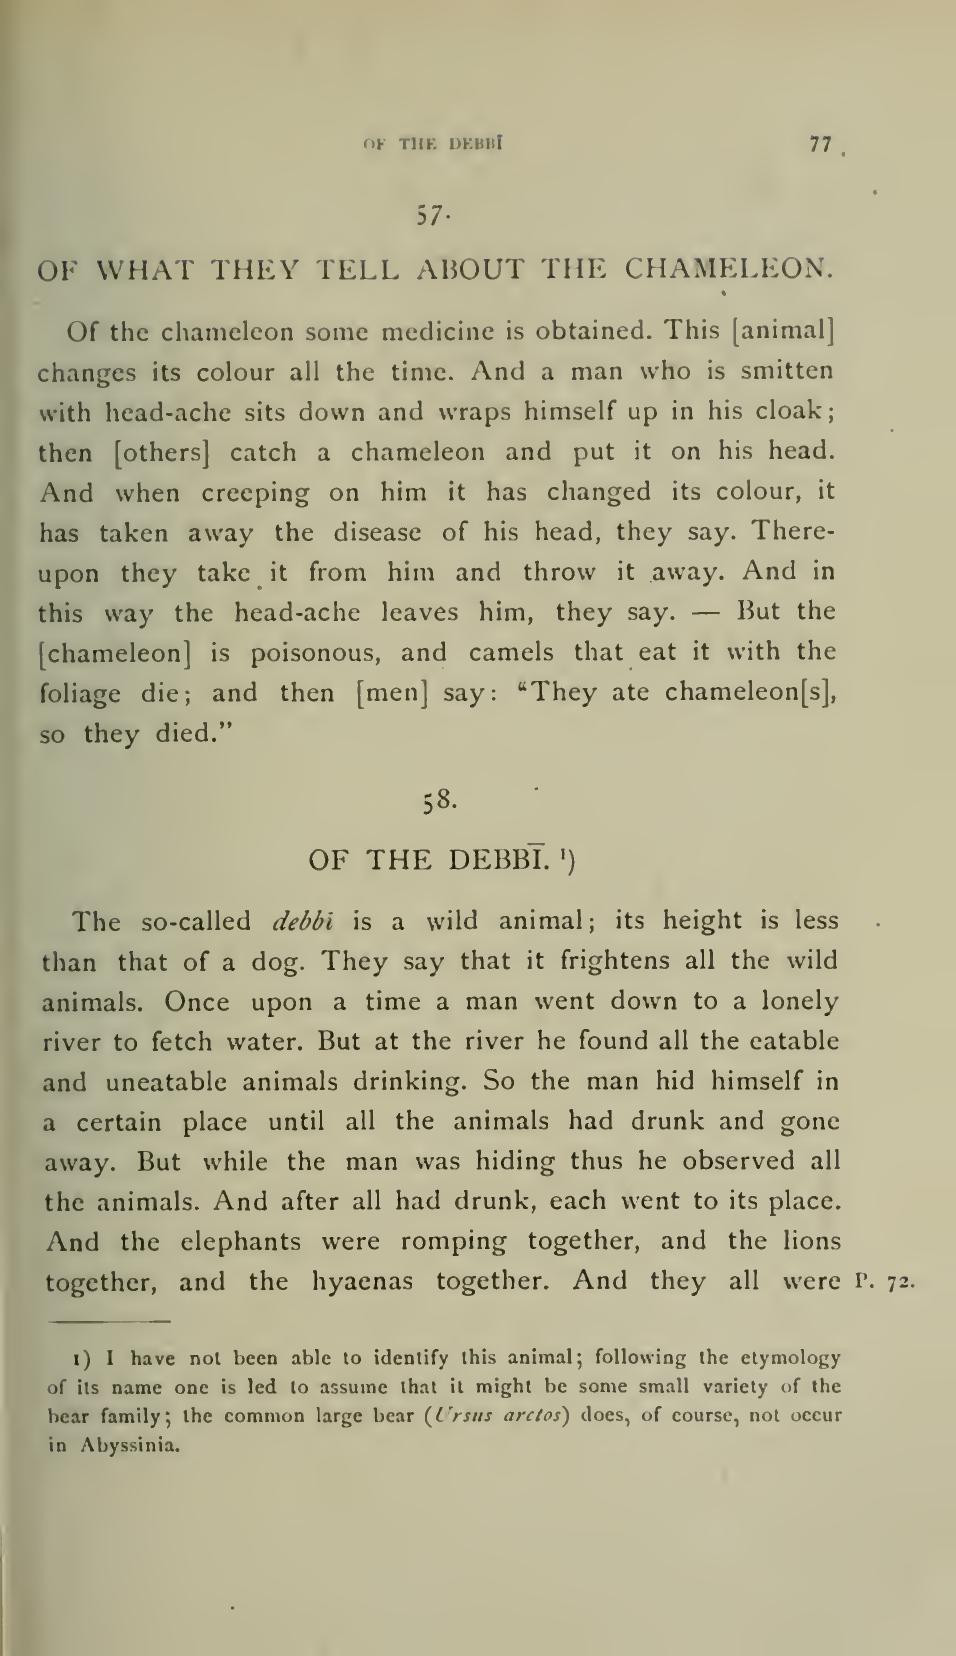 OF THE DEBBĪ 77
57.
OF WHAT THEY TELL ABOUT THE CHAMELEON.
Of the chameleon some medicine is obtained. This [animal]
changes its colour all the time. And a man who is smitten
with head-ache sits down and wraps himself up in his cloak;
then [others] catch a chameleon and put it on his head.
And when creeping on him it has changed its colour, it
has taken away the disease of his head, they say. There-
upon they take it from him and throw it away. And in
this way the head-ache leaves him, they say. — But the
[chameleon] is poisonous, and camels that eat it with the
foliage die; and then [men] say: “They ate chameleon[s],
so they died.”
58.
OF THE DEBBĪ. ¹)
The so-called debbī is a wild animal; its height is less
than that of a dog. They say that it frightens all the wild
animals. Once upon a time a man went down to a lonely
river to fetch water. But at the river he found all the eatable
and uneatable animals drinking. So the man hid himself in
a certain place until all the animals had drunk and gone
away. But while the man was hiding thus he observed all
the animals. And after all had drunk, each went to its place.
And the elephants were romping together, and the lions
together, and the hyaenas together. And they all were P. 72.
1) I have not been able to identify this animal; following the etymology
of its name one is led to assume that it might be some small variety of the
bear family; the common large bear (Ursus arctos) does, of course, not occur
in Abyssinia.